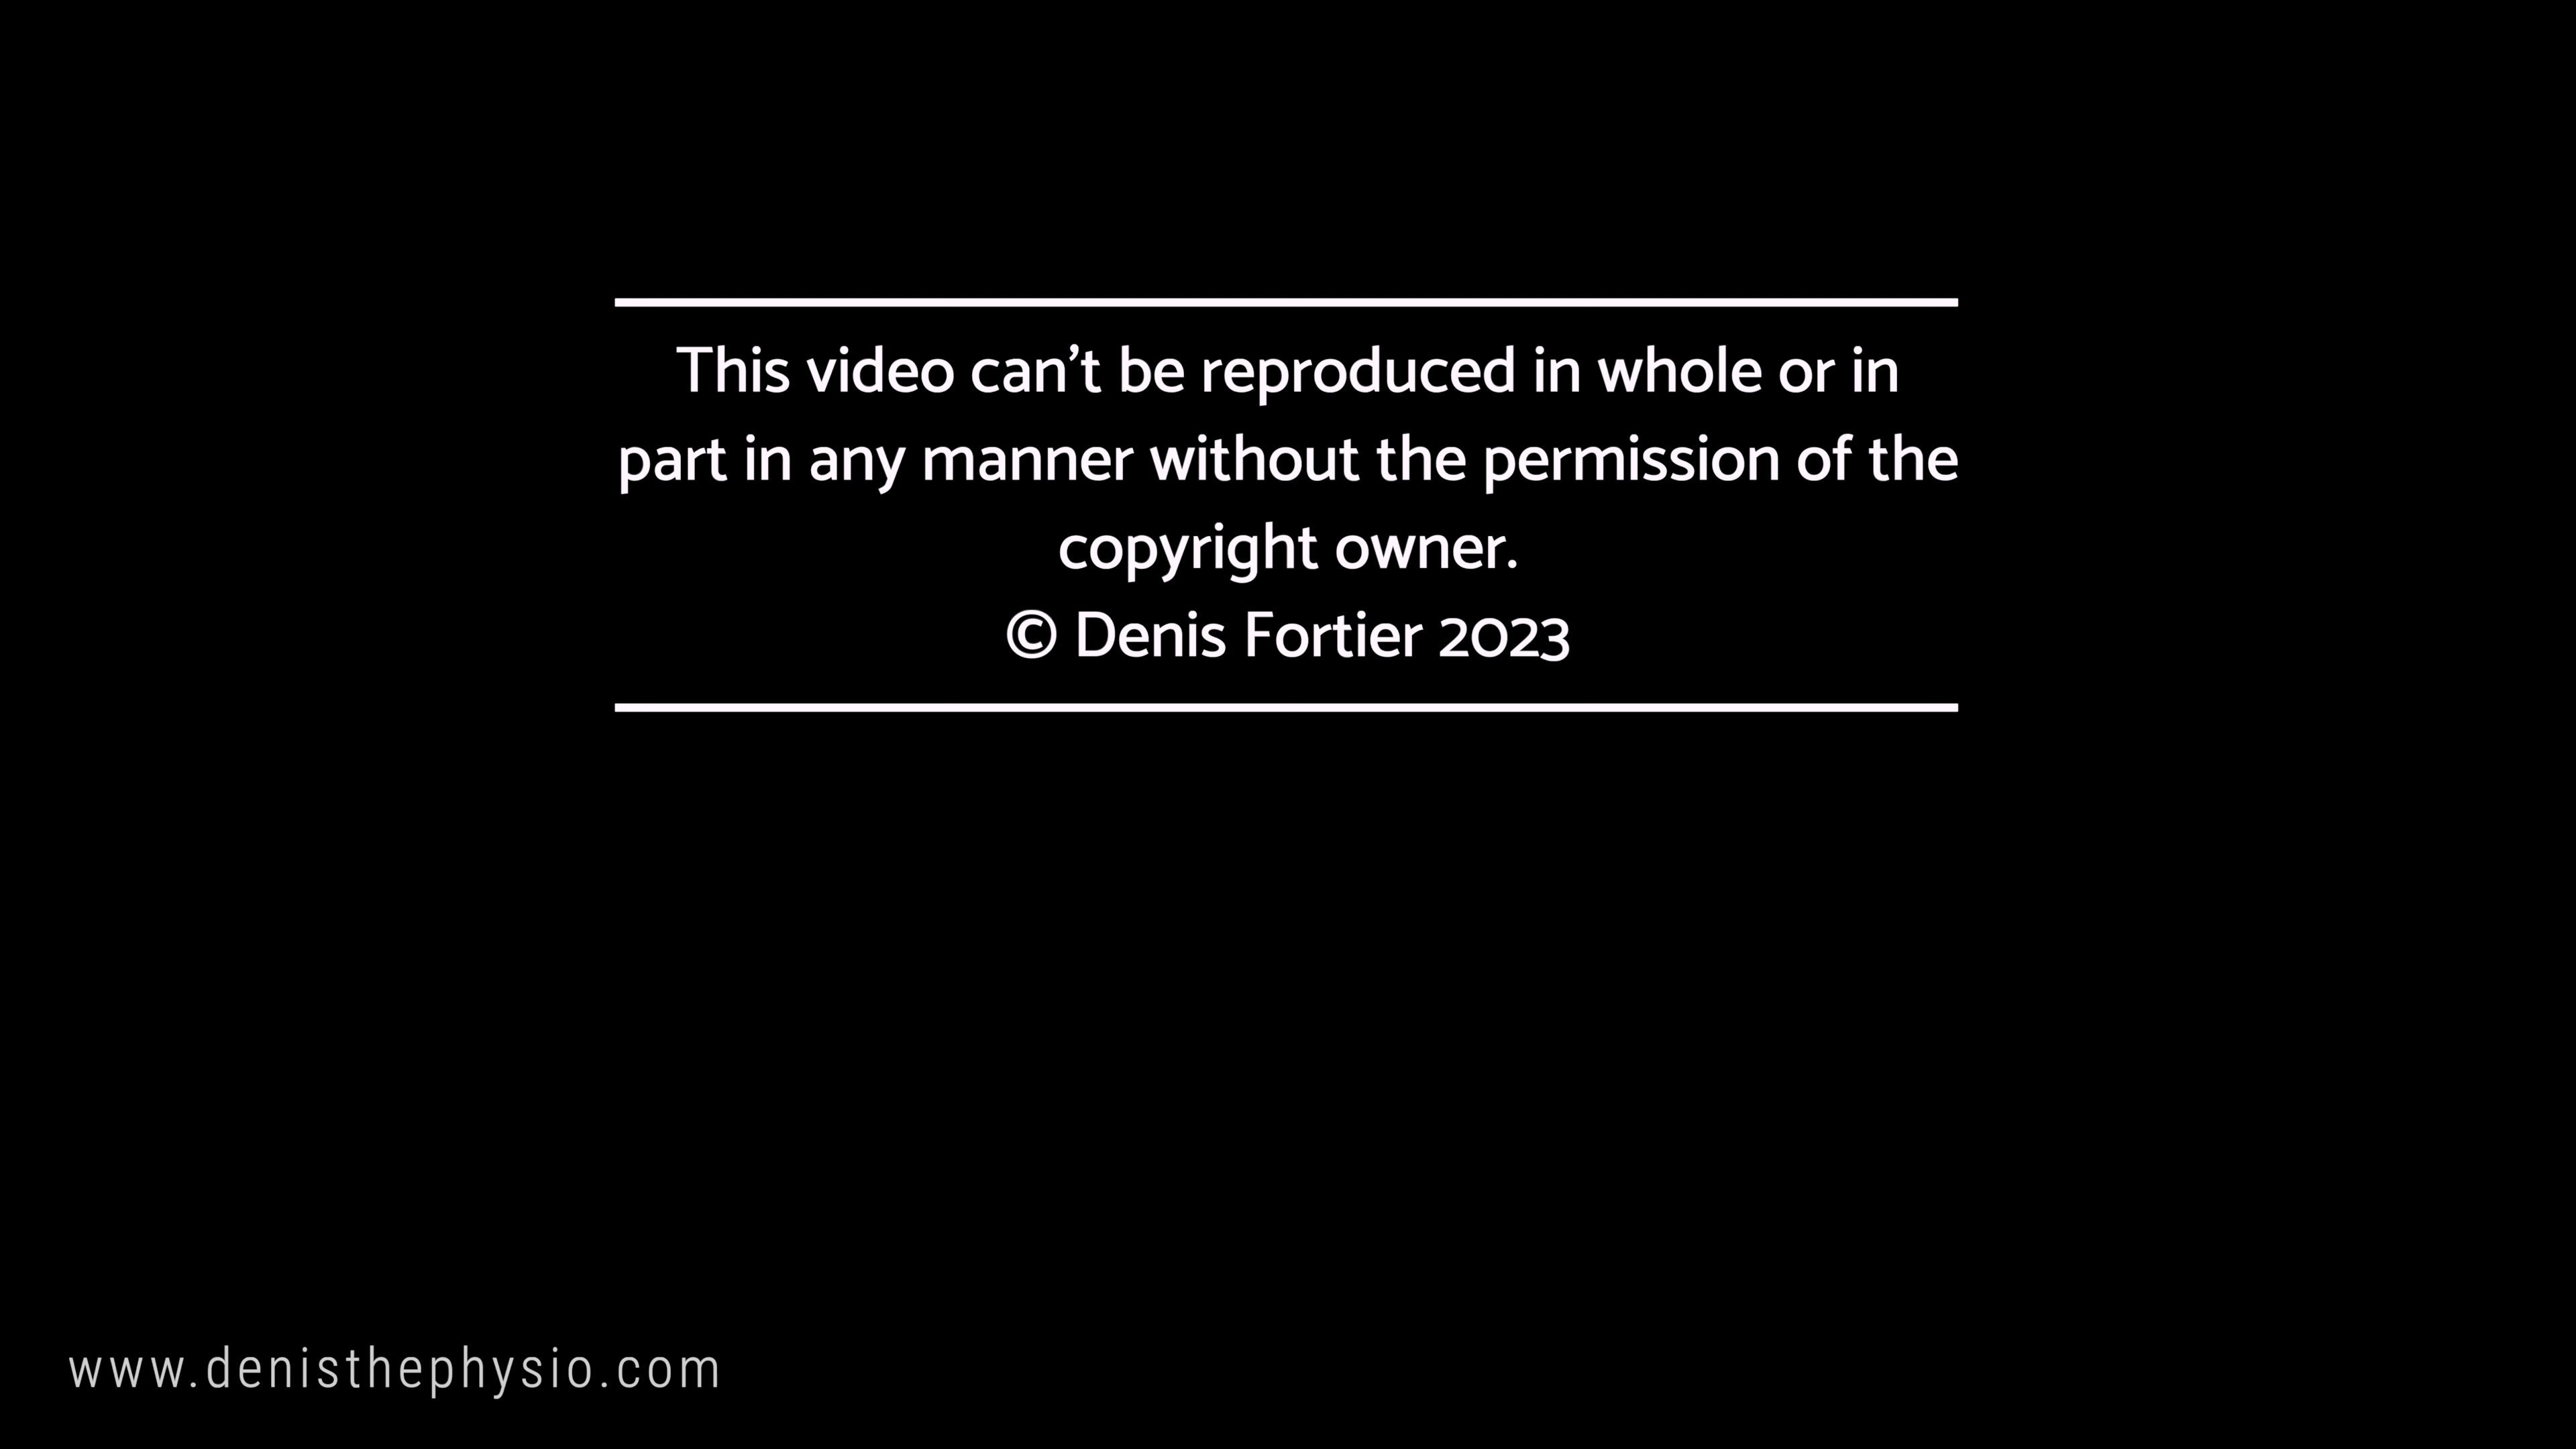 This video can’t be reproduced in whole or in
part in any manner without the permission of the
copyright owner.
© Denis Fortier 2023
www.denisthephysio.com